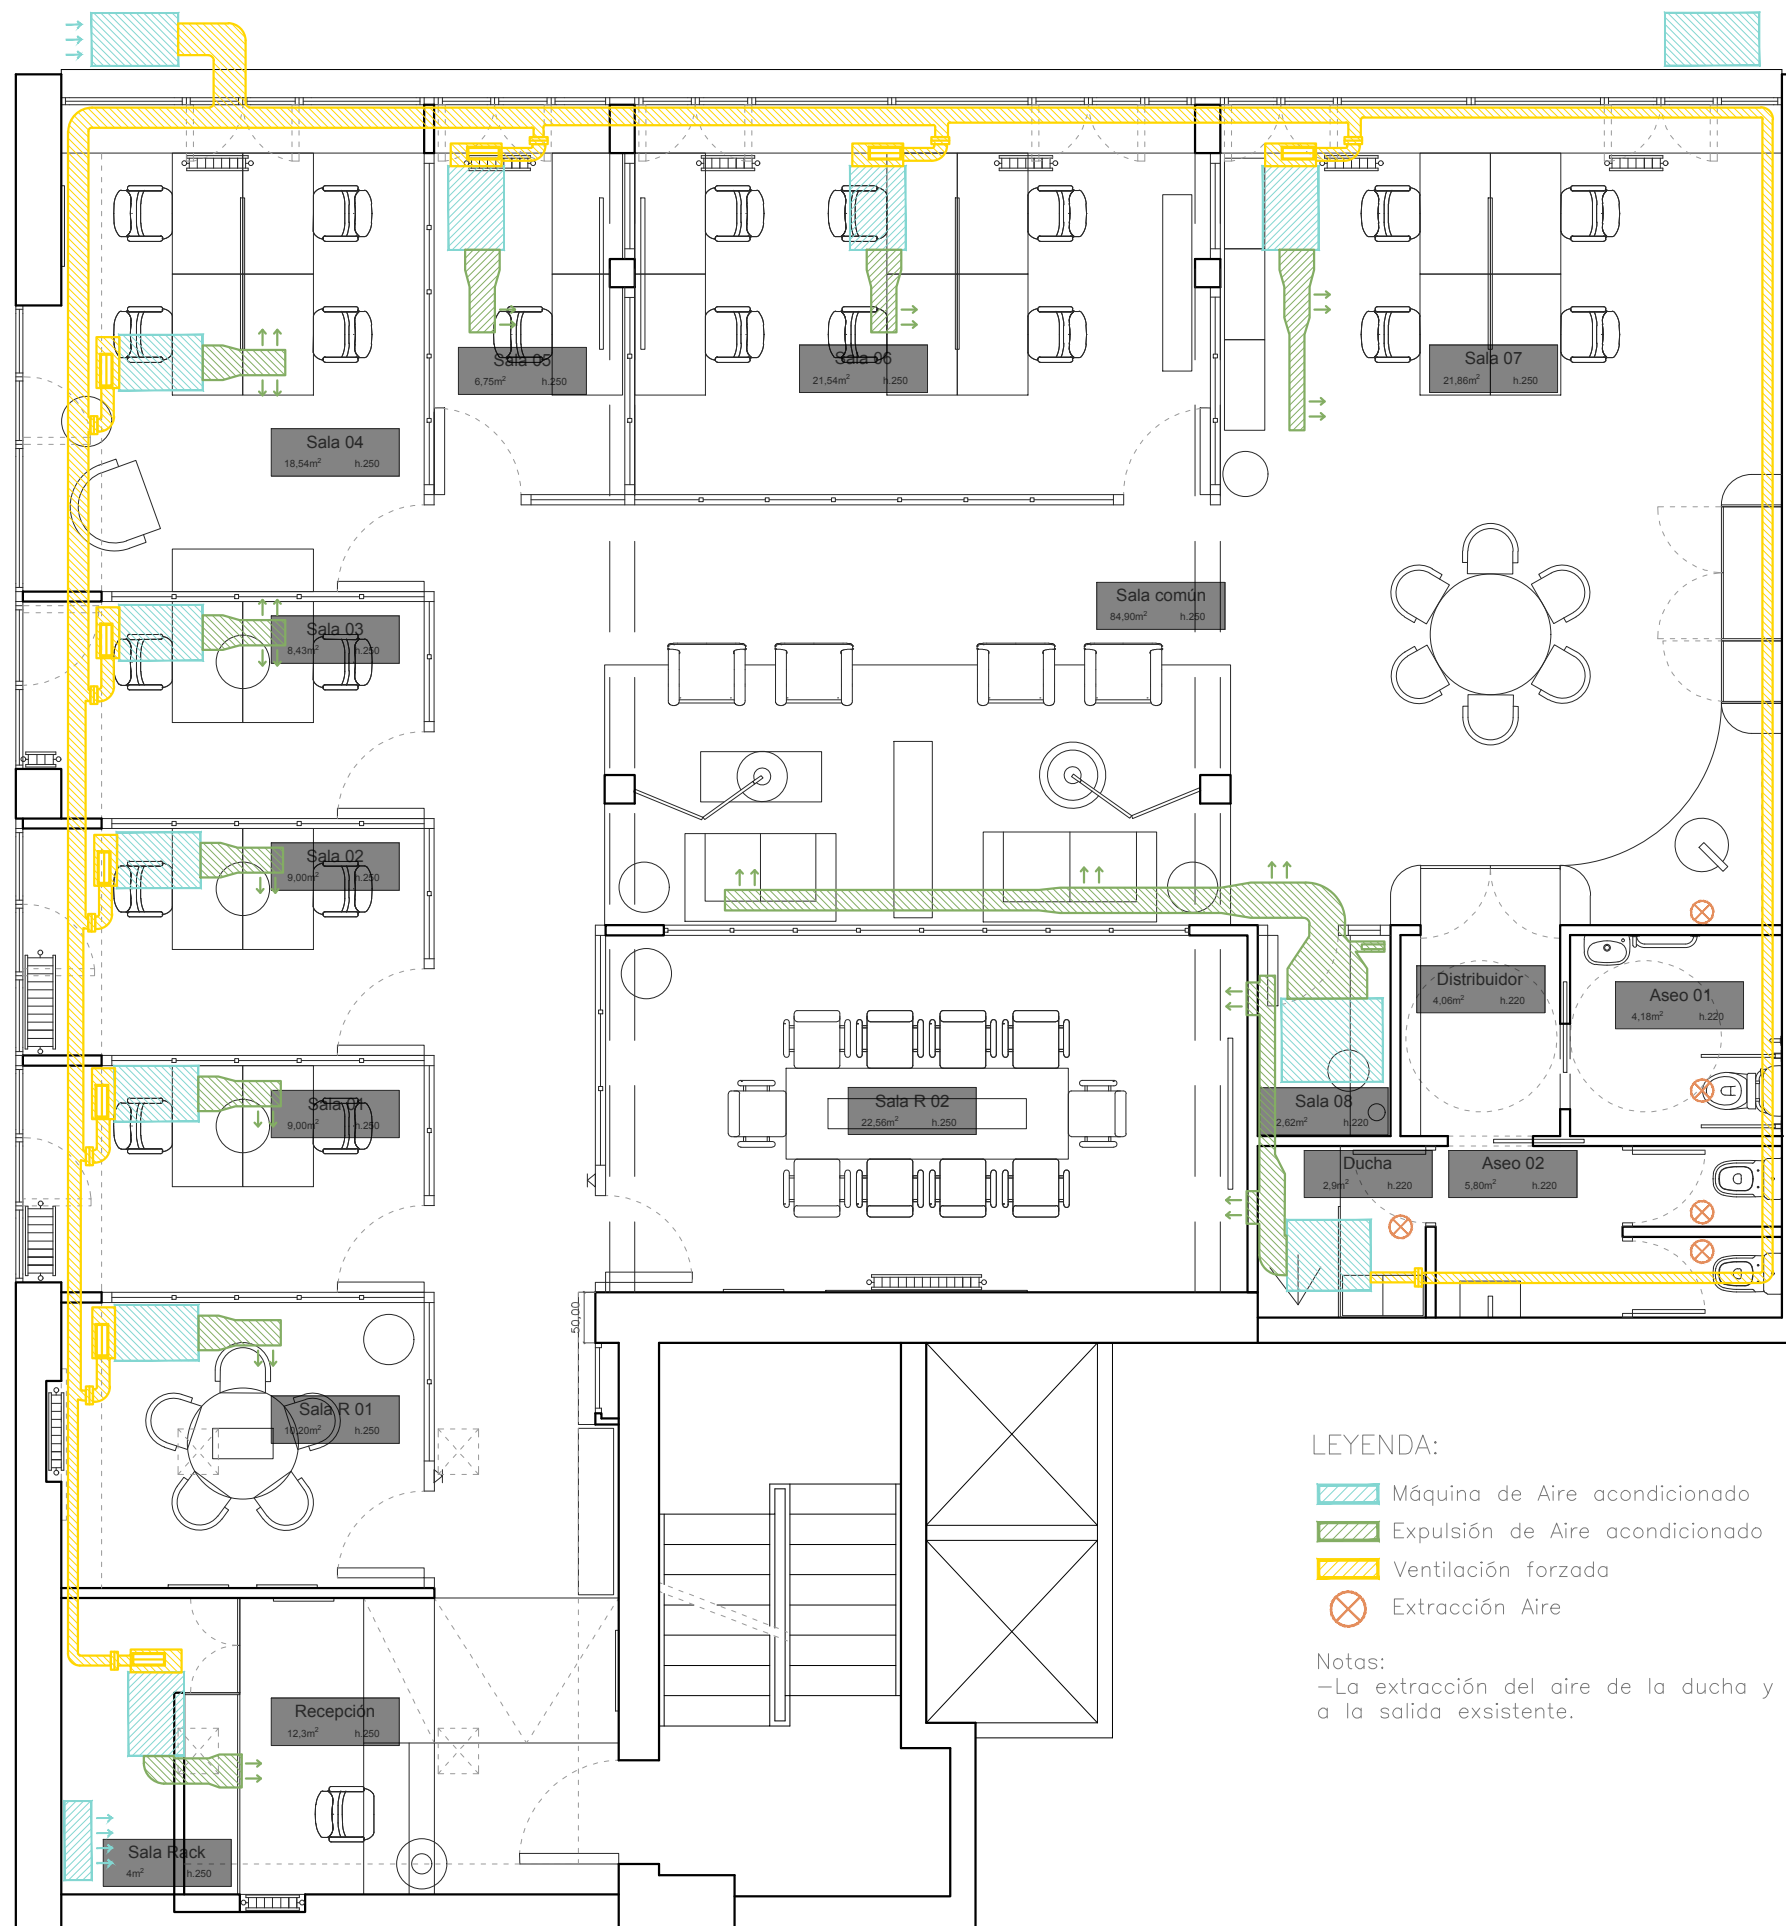 Sala 05
6,75m² h.250
Sala 06
21,54m² h.250
Sala 07
21,86m² h.250
Sala 04
18,54m² h.250
Sala común
84,90m² h.250
Sala 03
8,43m² h.250
Sala 02
9,00m² h.250
Distribuidor
4,06m² h.220
Aseo 01
4,18m² h.220
Sala 01
9,00m² h.250
Sala R 02
22,56m² h.250
Sala 08
2,62m² h.220
Ducha
2,9m² h.220
Aseo 02
5,80m² h.220
50,00
Sala R 01
10,20m² h.250
LEYENDA:
Máquina de Aire acondicionado
Expulsión de Aire acondicionado
Ventilación forzada
Extracción Aire
Notas:
–La extracción del aire de la ducha y
a la salida exsistente.
Recepción
12,3m² h.250
Sala Rack
4m² h.250